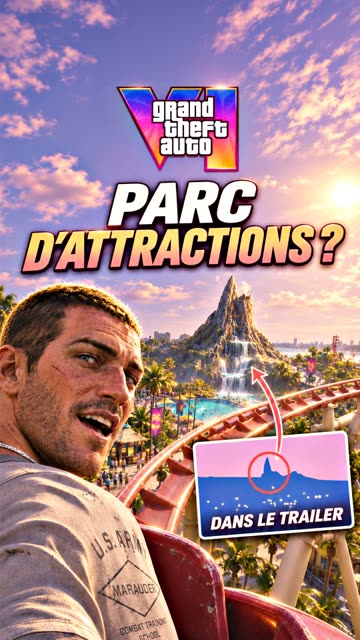 VI
grand
theft
auto
PARC
D'ATTRACTIONS ?
DANS LE TRAILER
U.S. ARMY
MARAUDER
COMBAT TRAINING
SCHOOL